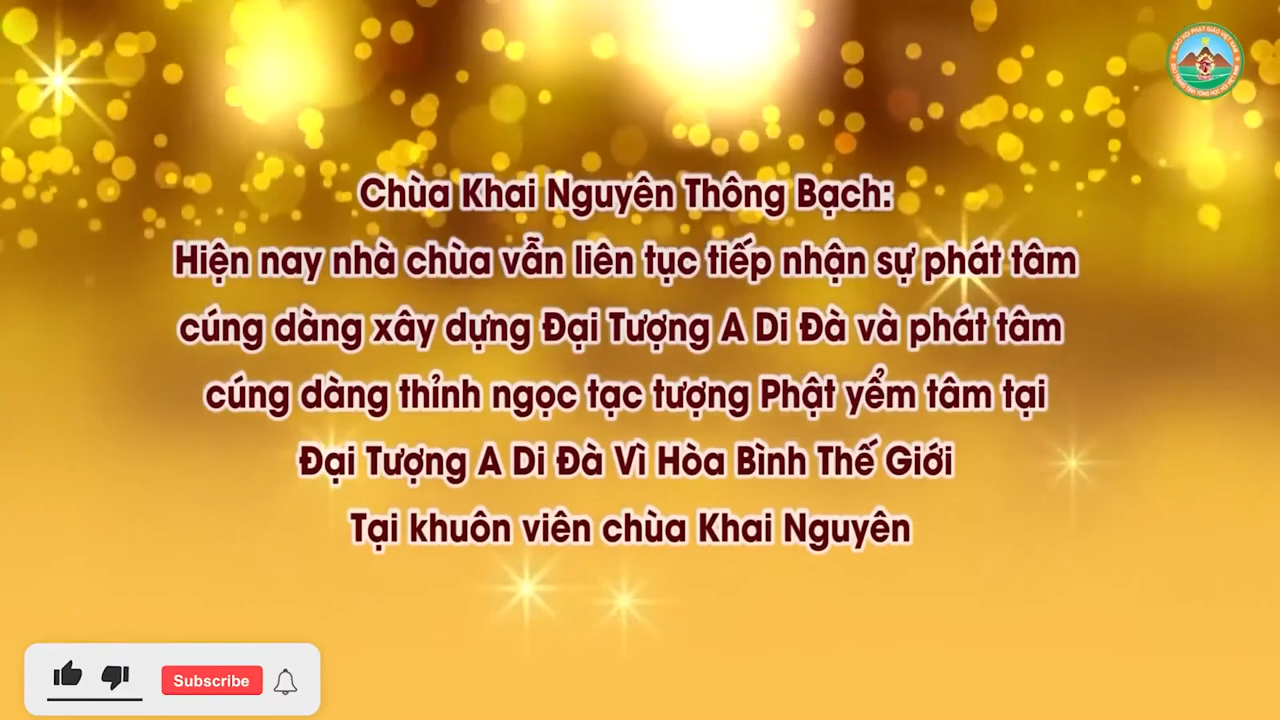 Chùa Khai Nguyên Thông Bạch:
Hiện nay nhà chùa vẫn liên tục tiếp nhận sự phát tâm
cúng dàng xây dựng Đại Tượng A Di Đà và phát tâm
cúng dàng thỉnh ngọc tạc tượng Phật yểm tâm tại
Đại Tượng A Di Đà Vì Hòa Bình Thế Giới
Tại khuôn viên chùa Khai Nguyên
Subscribe